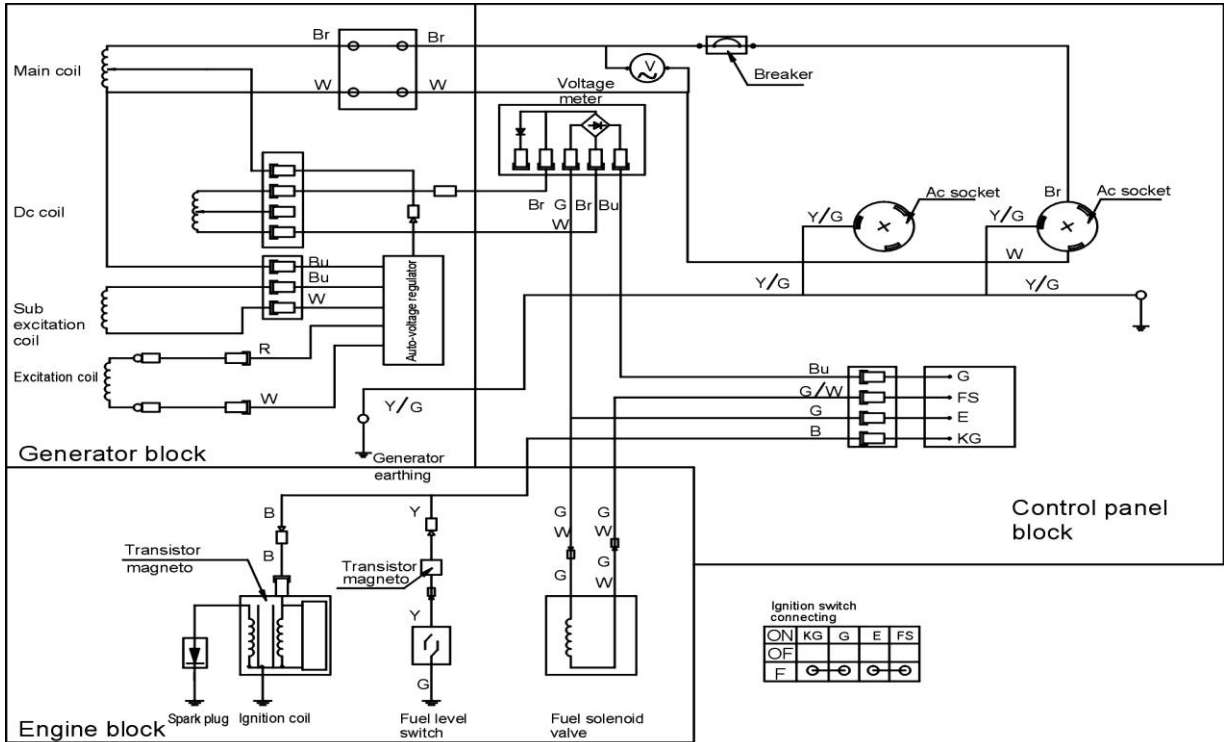 Br
Br
Main coil
W
W
Voltage
meter
V
Breaker
Dc coil
Br
G
Br
Bu
W
Br
Ac socket
Ac socket
Y/G
Y/G
W
Y/G
Y/G
Bu
Bu
W
Sub
excitation
coil
Auto-voltage regulator
R
Excitation coil
W
Y/G
Generator block
Generator
earthing
Bu
G
G/W
FS
G
E
B
KG
Control panel
block
B
B
Transistor
magneto
Y
Transistor
magneto
Y
G
G
W
G
G
W
G
W
Spark plug
Ignition coil
Fuel level
switch
Fuel solenoid
valve
Engine block
Ignition switch
connecting
ON KG G E FS
OF
F